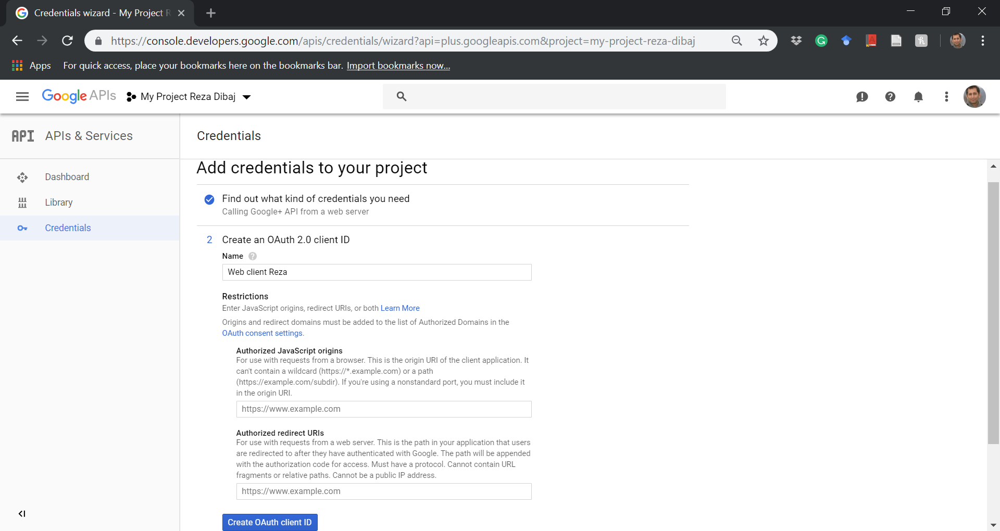 Credentials wizard - My Project R
https://console.developers.google.com/apis/credentials/wizard?api=plus.googleapis.com&project=my-project-reza-dibaj
Apps For quick access, place your bookmarks here on the bookmarks bar. Import bookmarks now...
Google APIs My Project Reza Dibaj
API APIs & Services
Credentials
Dashboard
Library
Credentials
Add credentials to your project
Find out what kind of credentials you need
Calling Google+ API from a web server
2 Create an OAuth 2.0 client ID
Name ?
Web client Reza
Restrictions
Enter JavaScript origins, redirect URIs, or both Learn More
Origins and redirect domains must be added to the list of Authorized Domains in the
OAuth consent settings.
Authorized JavaScript origins
For use with requests from a browser. This is the origin URI of the client application. It
can't contain a wildcard (https://*.example.com) or a path
(https://example.com/subdir). If you're using a nonstandard port, you must include it
in the origin URI.
https://www.example.com
Authorized redirect URIs
For use with requests from a web server. This is the path in your application that users
are redirected to after they have authenticated with Google. The path will be appended
with the authorization code for access. Must have a protocol. Cannot contain URL
fragments or relative paths. Cannot be a public IP address.
https://www.example.com
Create OAuth client ID